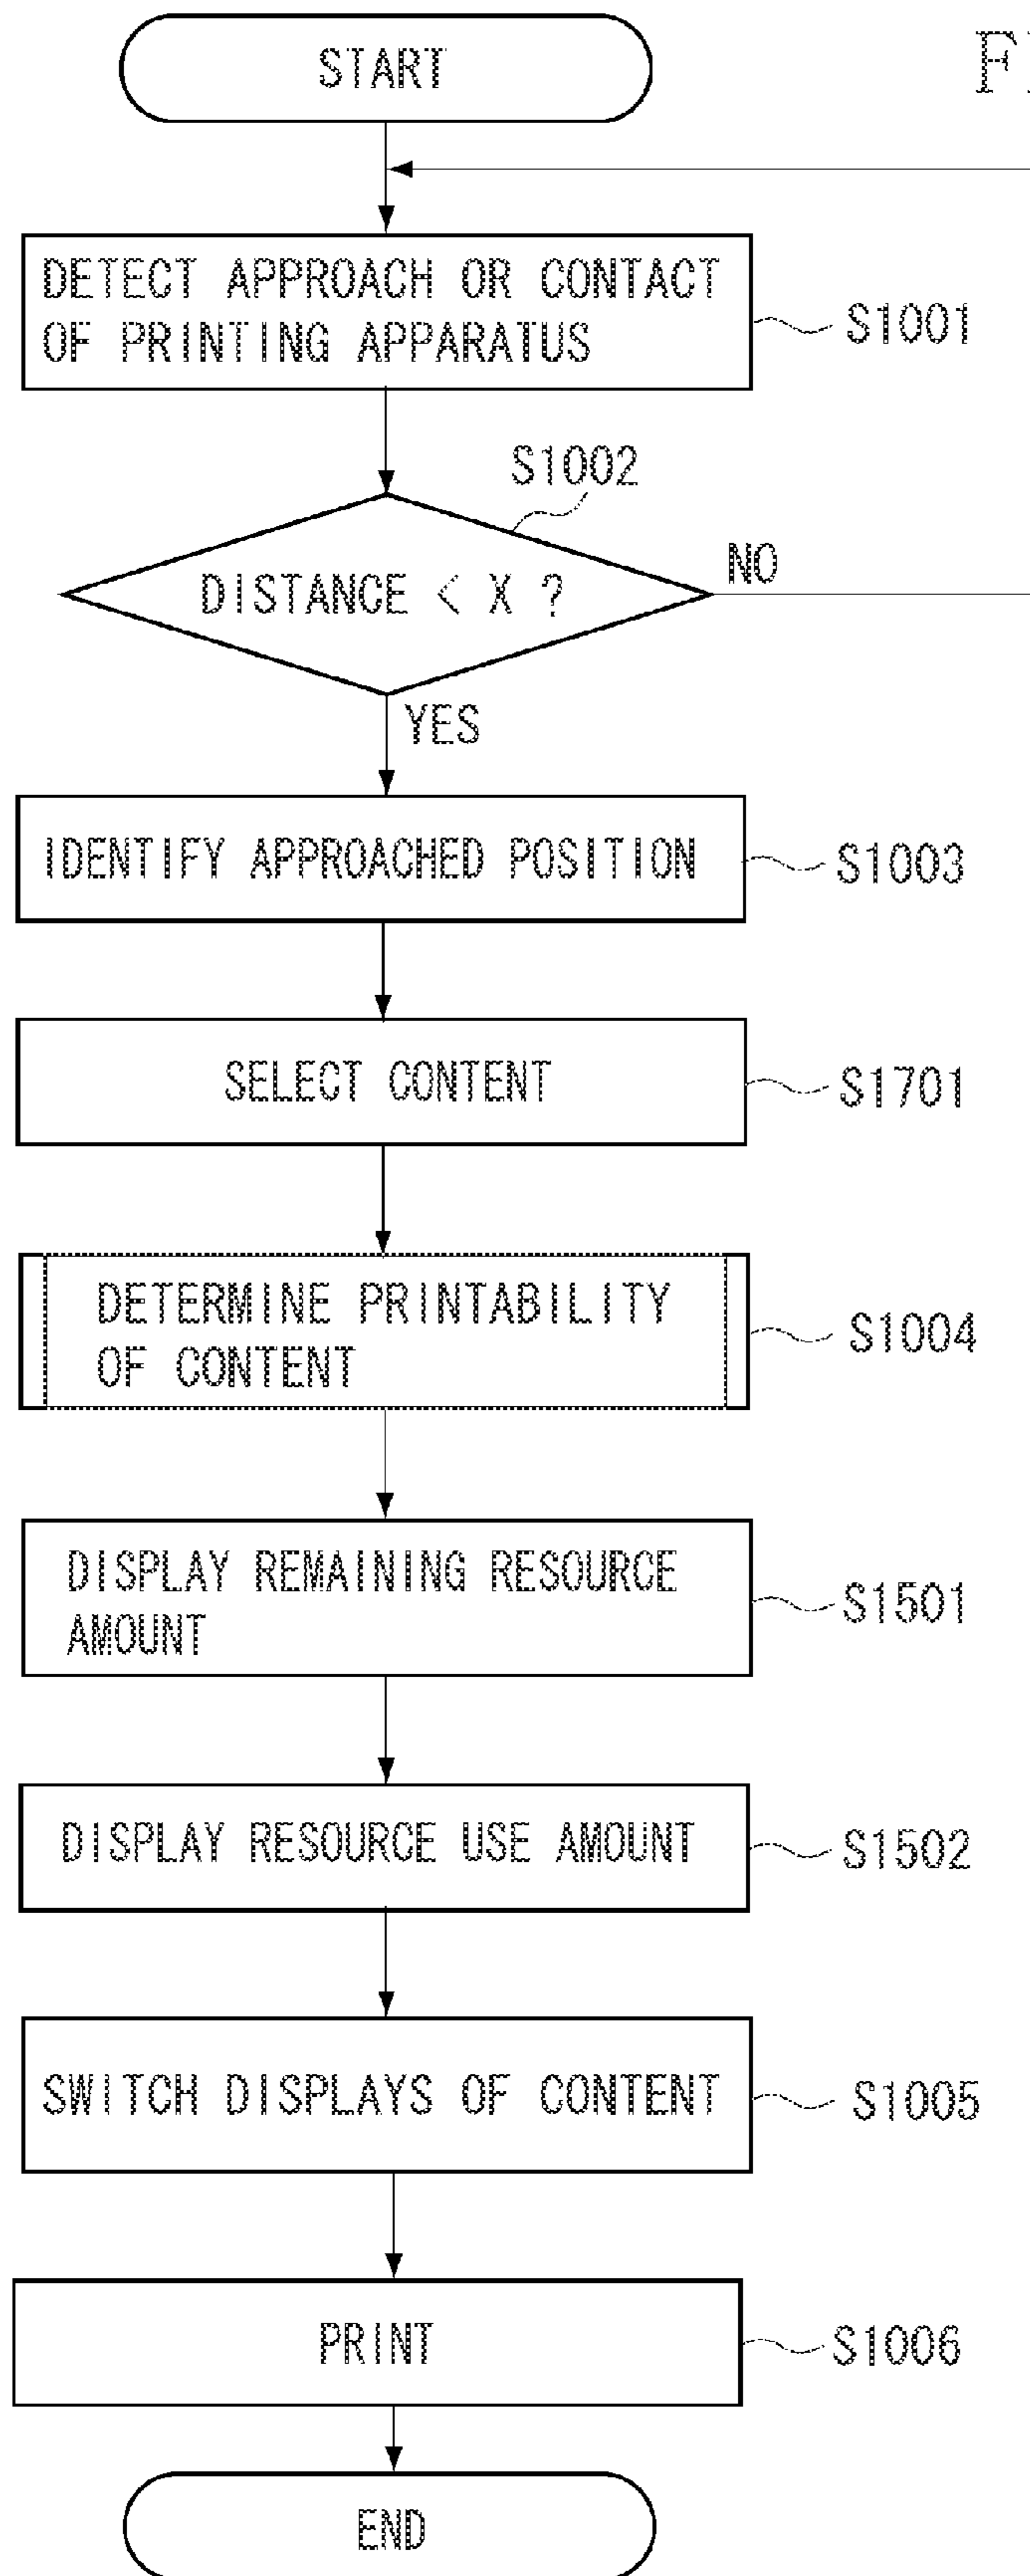 START
DETECT APPROACH OR CONTACT
OF PRINTING APPARATUS
S1001
S1002
DISTANCE < X ?
NO
YES
IDENTIFY APPROACHED POSITION
S1003
SELECT CONTENT
S1701
DETERMINE PRINTABILITY
OF CONTENT
S1004
DISPLAY REMAINING RESOURCE
AMOUNT
S1501
DISPLAY RESOURCE USE AMOUNT
S1502
SWITCH DISPLAYS OF CONTENT
S1005
PRINT
S1006
END